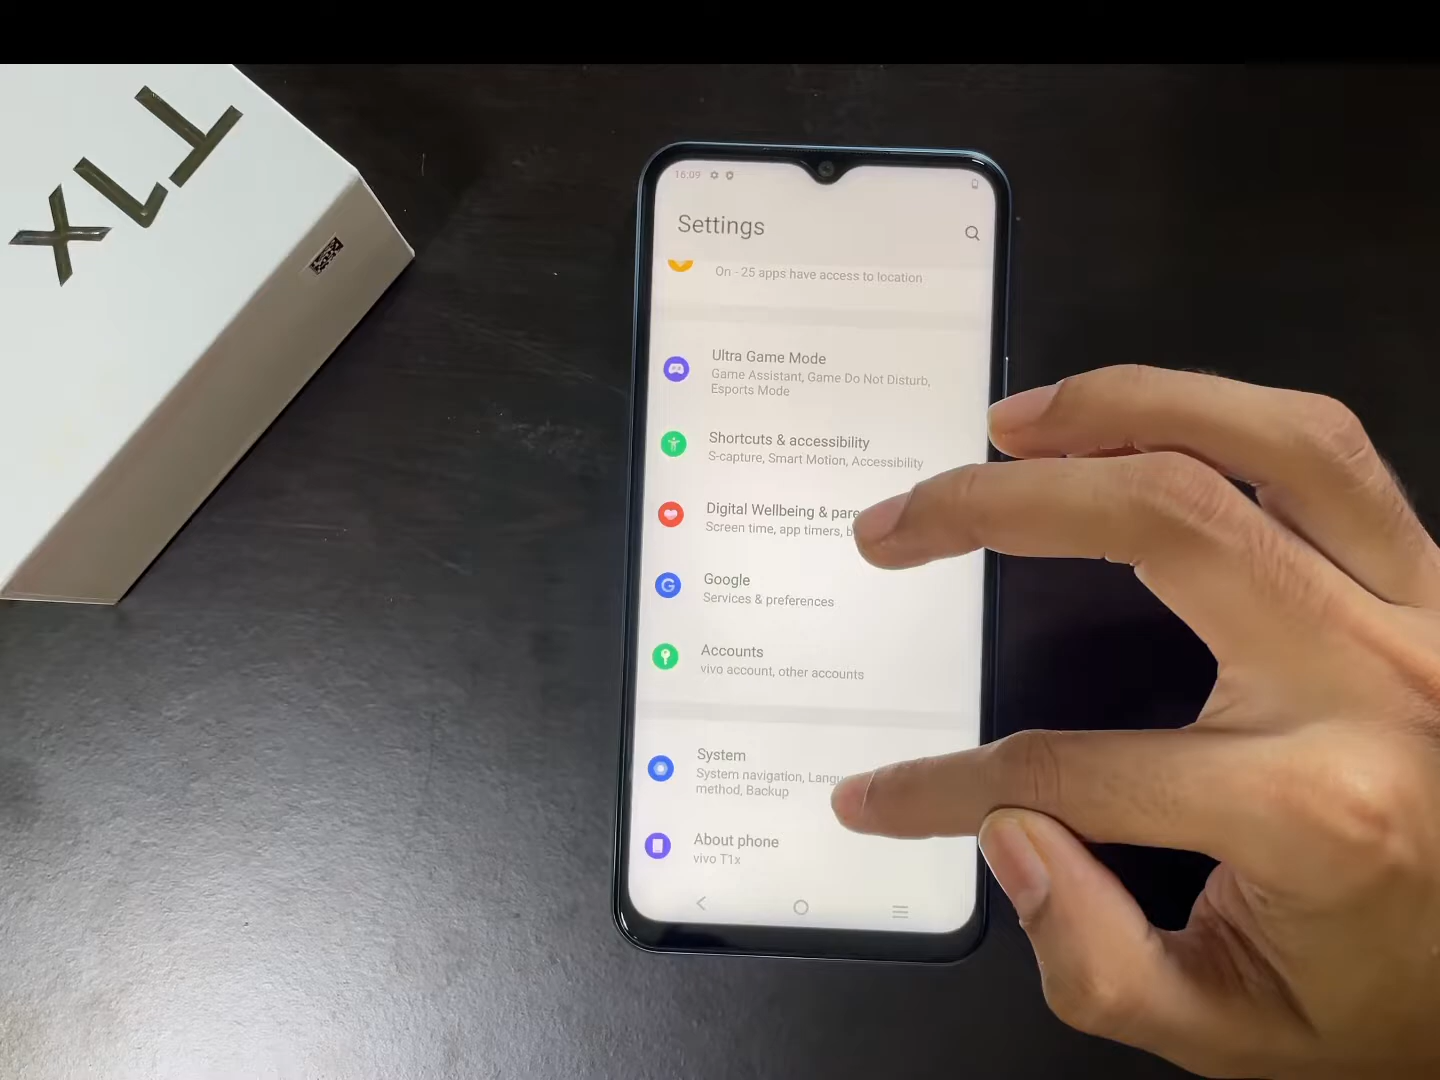 T1X
16:09
Settings
On - 25 apps have access to location
Ultra Game Mode
Game Assistant, Game Do Not Disturb,
Esports Mode
Shortcuts & accessibility
S-capture, Smart Motion, Accessibility
Digital Wellbeing &
Screen time, app timers,
Google
Services & preferences
Accounts
vivo account, other accounts
System
System navigation,
method, Backup
About phone
vivo T1x